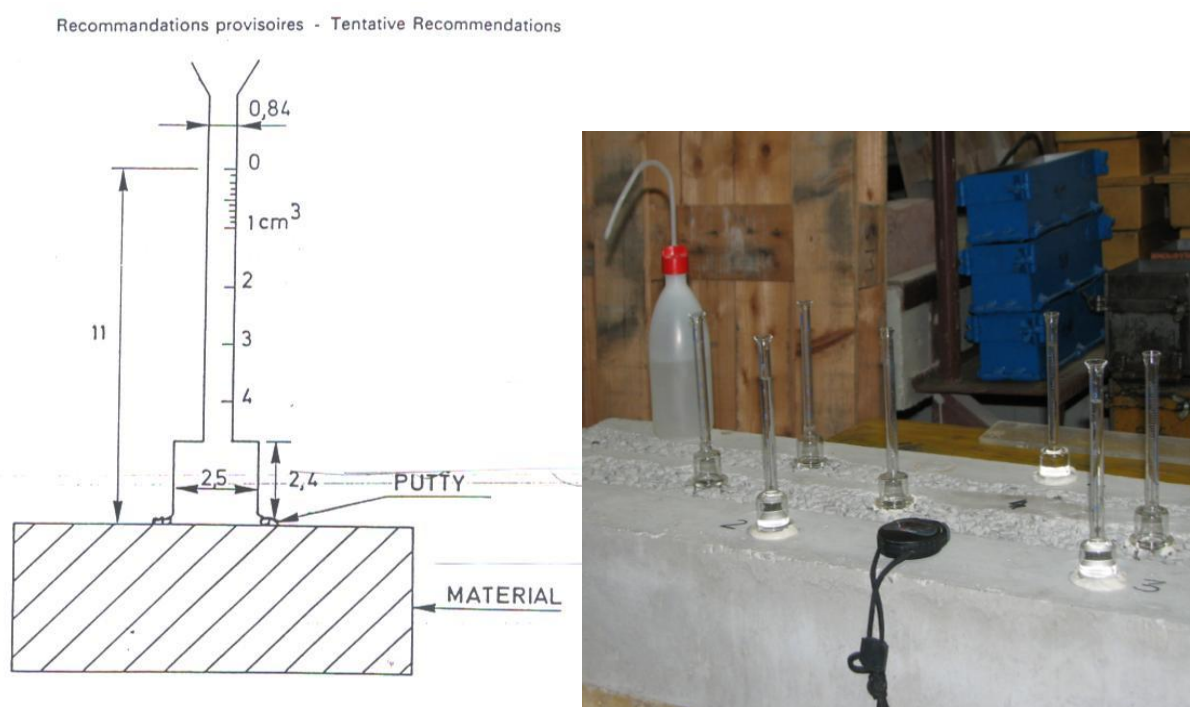 Recommandations provisoires - Tentative Recommendations
0,84
0
1 cm³
2
3
11
4
2,5
2,4
PUTTY
MATERIAL
2
3